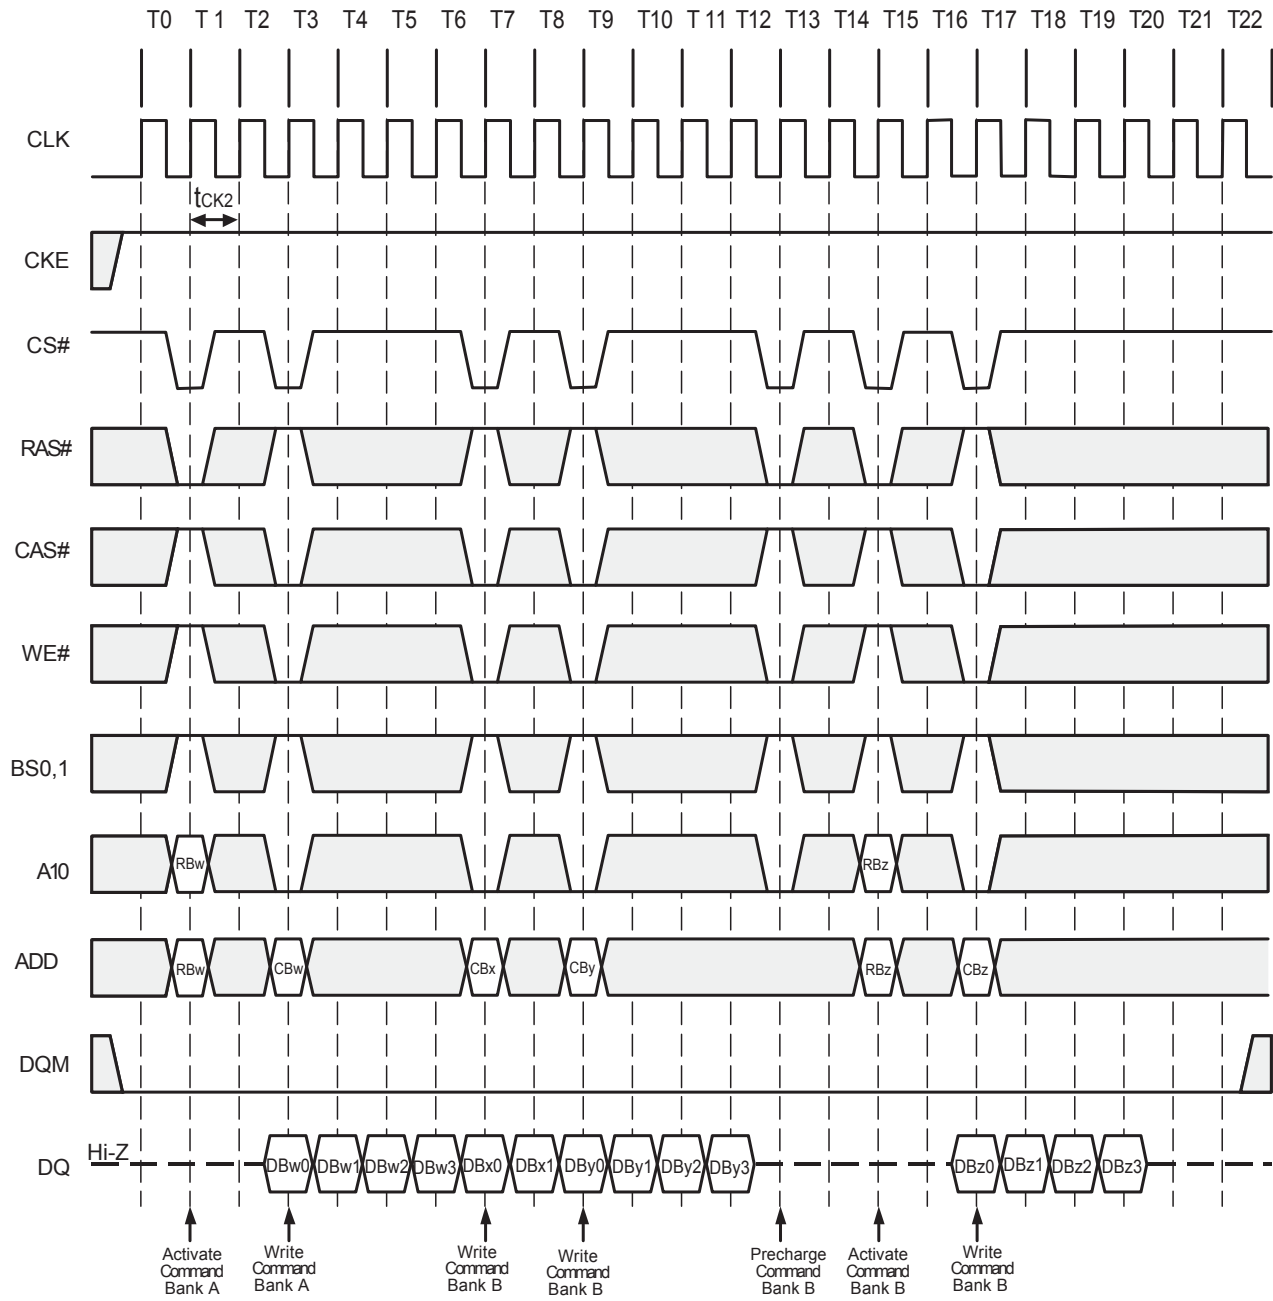 T0 T 1 T2 T3 T4 T5 T6 T7 T8 T9 T10 T 11 T12 T13 T14 T15 T16 T17 T18 T19 T20 T21 T22
CLK
tCK2
CKE
CS#
RAS#
CAS#
WE#
BS0,1
A10 RBw RBz
ADD RBw CBw CBx CBy RBz CBz
DQM
Hi-Z
DQ DBw0 DBw1 DBw2 DBw3 DBx0 DBx1 DBy0 DBy1 DBy2 DBy3 DBz0 DBz1 DBz2 DBz3
Activate
Command
Bank A
Write
Command
Bank A
Write
Command
Bank B
Write
Command
Bank B
Precharge
Command
Bank B
Activate
Command
Bank B
Write
Command
Bank B